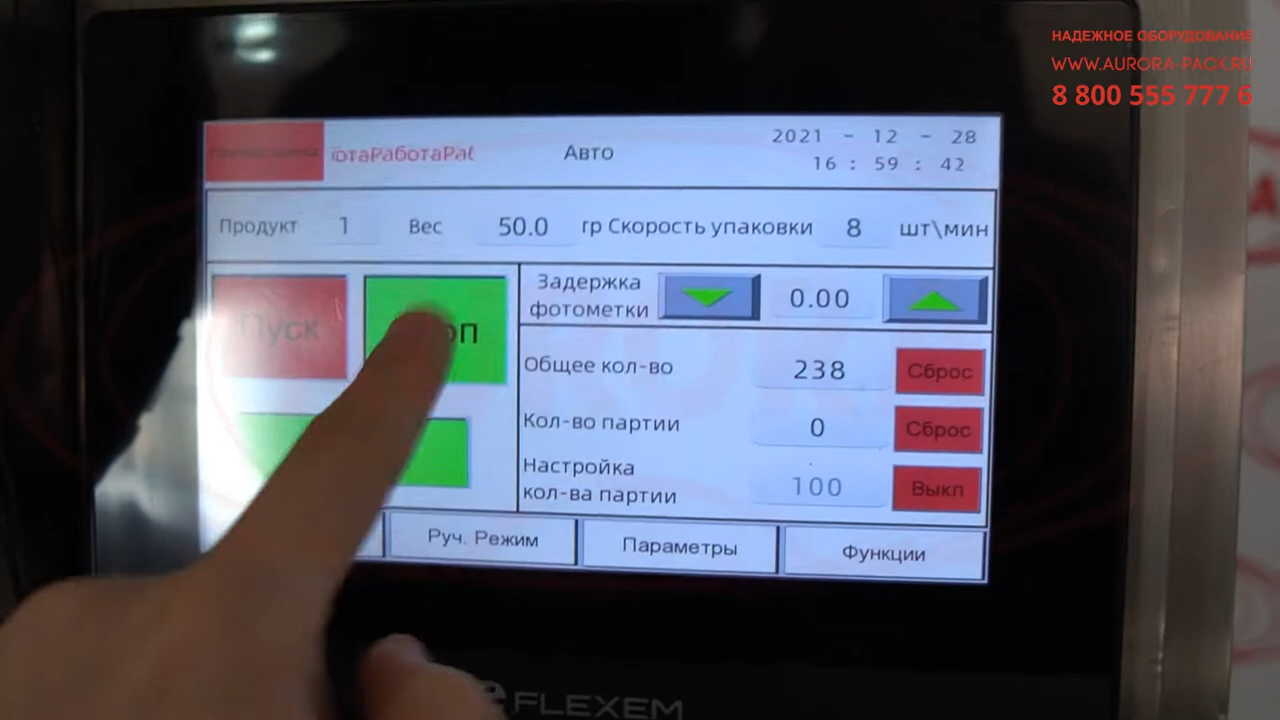 НАДЕЖНОЕ ОБОРУДОВАНИЕ
WWW.AURORA-PACK.RU
8 800 555 777 6
отаРаботаРаб
Авто
2021 - 12 - 28
16 : 59 : 42
Продукт 1 Вес 50.0 гр Скорость упаковки 8 шт\мин
Пуск
оп
Задержка
фотометки
0.00
Общее кол-во 238 Сброс
Кол-во партии 0 Сброс
Настройка
кол-ва партии 100 Выкл
Руч. Режим Параметры Функции
FLEXEM